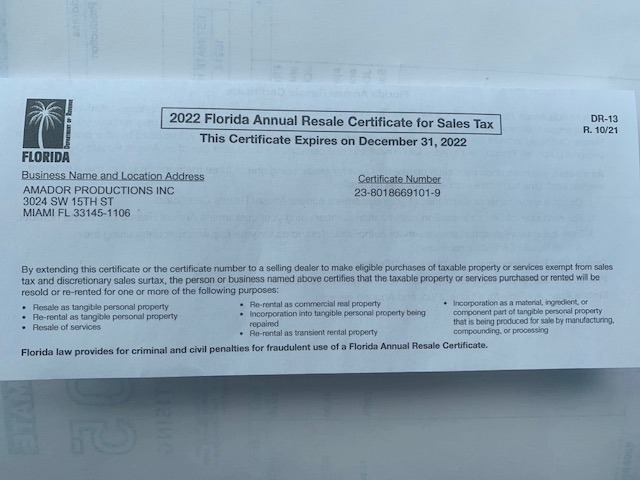 2022 Florida Annual Resale Certificate for Sales Tax
This Certificate Expires on December 31, 2022
DR-13
R. 10/21
DEPARTMENT OF REVENUE
FLORIDA
Business Name and Location Address
AMADOR PRODUCTIONS INC
3024 SW 15TH ST
MIAMI FL 33145-1106
Certificate Number
23-8018669101-9
By extending this certificate or the certificate number to a selling dealer to make eligible purchases of taxable property or services exempt from sales
tax and discretionary sales surtax, the person or business named above certifies that the taxable property or services purchased or rented will be
resold or re-rented for one or more of the following purposes:
• Resale as tangible personal property
• Re-rental as tangible personal property
• Resale of services
• Re-rental as commercial real property
• Incorporation into tangible personal property being
repaired
• Re-rental as transient rental property
• Incorporation as a material, ingredient, or
component part of tangible personal property
that is being produced for sale by manufacturing,
compounding, or processing
Florida law provides for criminal and civil penalties for fraudulent use of a Florida Annual Resale Certificate.